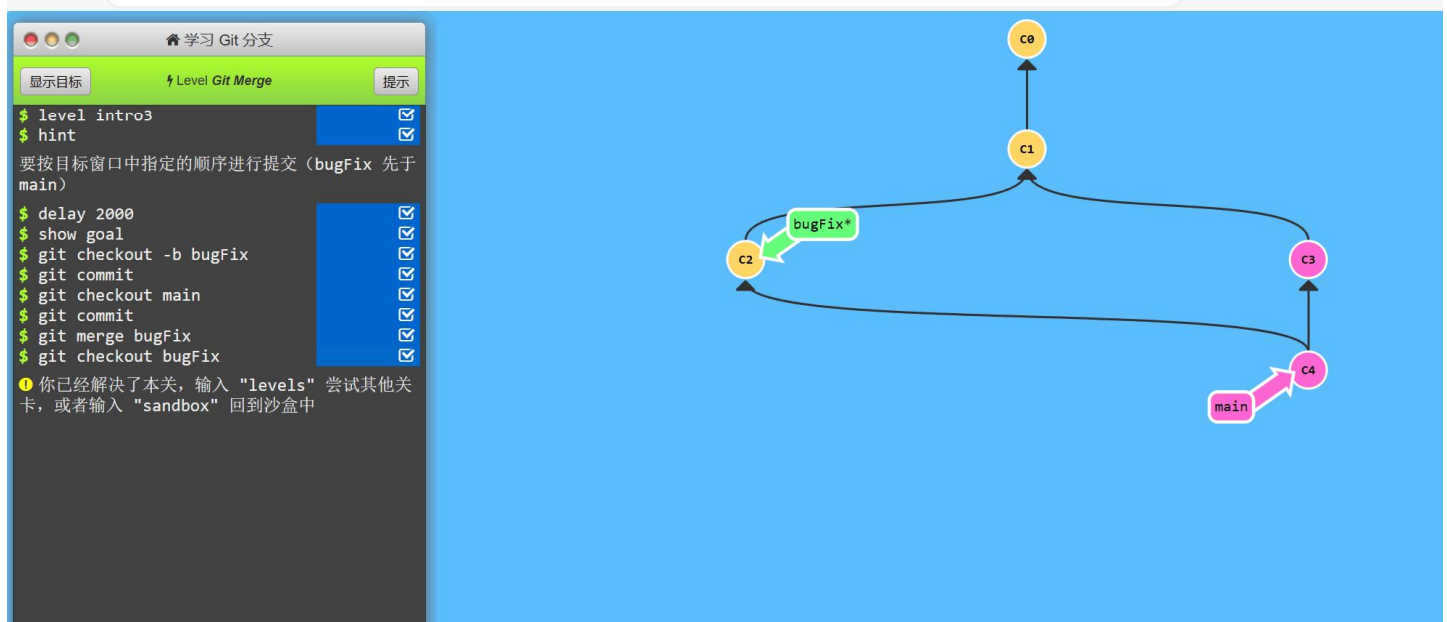 学习 Git 分支
显示目标
Level Git Merge
提示
$ level intro3
$ hint
要按目标窗口中指定的顺序进行提交（bugFix 先于
main）
$ delay 2000
$ show goal
$ git checkout -b bugFix
$ git commit
$ git checkout main
$ git commit
$ git merge bugFix
$ git checkout bugFix
你已经解决了本关，输入 "levels" 尝试其他关
卡，或者输入 "sandbox" 回到沙盒中
C0
C1
bugFix*
C2
C3
C4
main